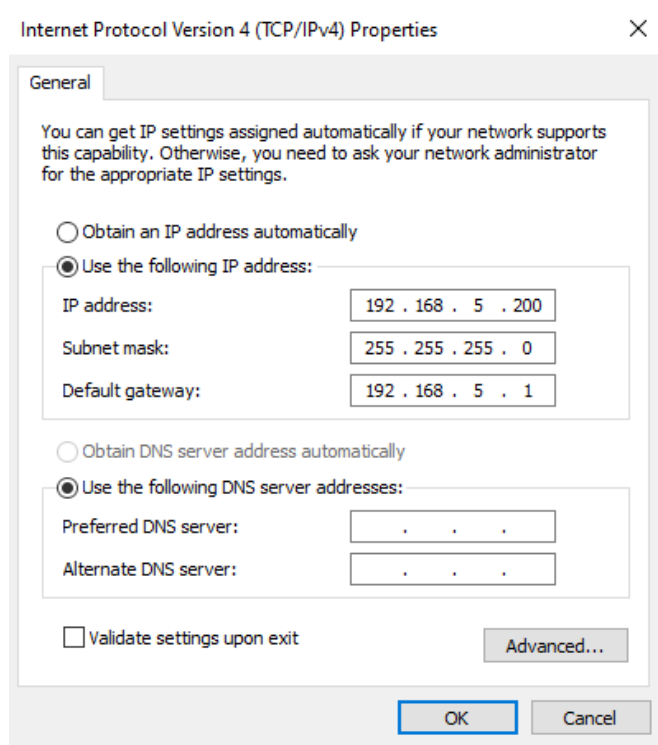 Internet Protocol Version 4 (TCP/IPv4) Properties
General
You can get IP settings assigned automatically if your network supports
this capability. Otherwise, you need to ask your network administrator
for the appropriate IP settings.
Obtain an IP address automatically
Use the following IP address:
IP address: 192 . 168 . 5 . 200
Subnet mask: 255 . 255 . 255 . 0
Default gateway: 192 . 168 . 5 . 1
Obtain DNS server address automatically
Use the following DNS server addresses:
Preferred DNS server: . . .
Alternate DNS server: . . .
Validate settings upon exit
Advanced...
OK Cancel